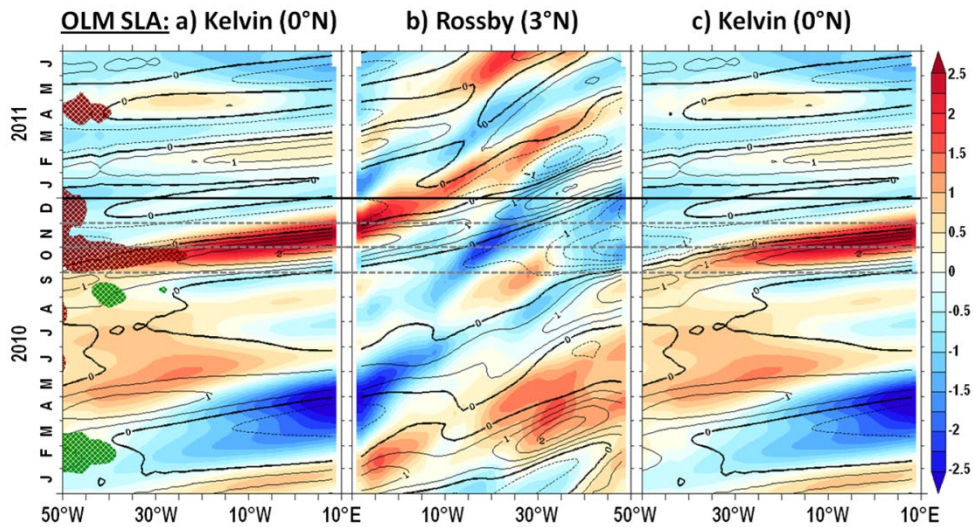 OLM SLA: a) Kelvin (0°N) b) Rossby (3°N) c) Kelvin (0°N)
2011
J
M
A
M
F
J
2010
D
N
O
S
A
J
J
M
A
M
F
J
50°W 30°W 10°W 10°E 10°W 30°W 50°W 30°W 10°W 10°E
2.5
2
1.5
1
0.5
0
-0.5
-1
-1.5
-2
-2.5